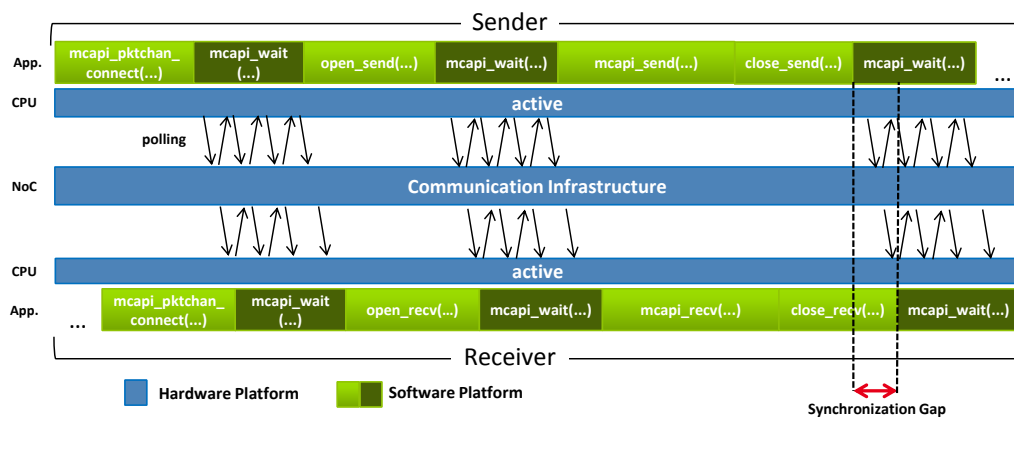 Sender
App.
mcapi_pktchan_
connect(...)
mcapi_wait
(...)
open_send(...)
mcapi_wait(...)
mcapi_send(...)
close_send(...)
mcapi_wait(...)
...
CPU
active
polling
NoC
Communication Infrastructure
CPU
active
App.
...
mcapi_pktchan_
connect(...)
mcapi_wait
(...)
open_recv(...)
mcapi_wait(...)
mcapi_recv(...)
close_recv(...)
mcapi_wait(...)
Receiver
Hardware Platform
Software Platform
Synchronization Gap